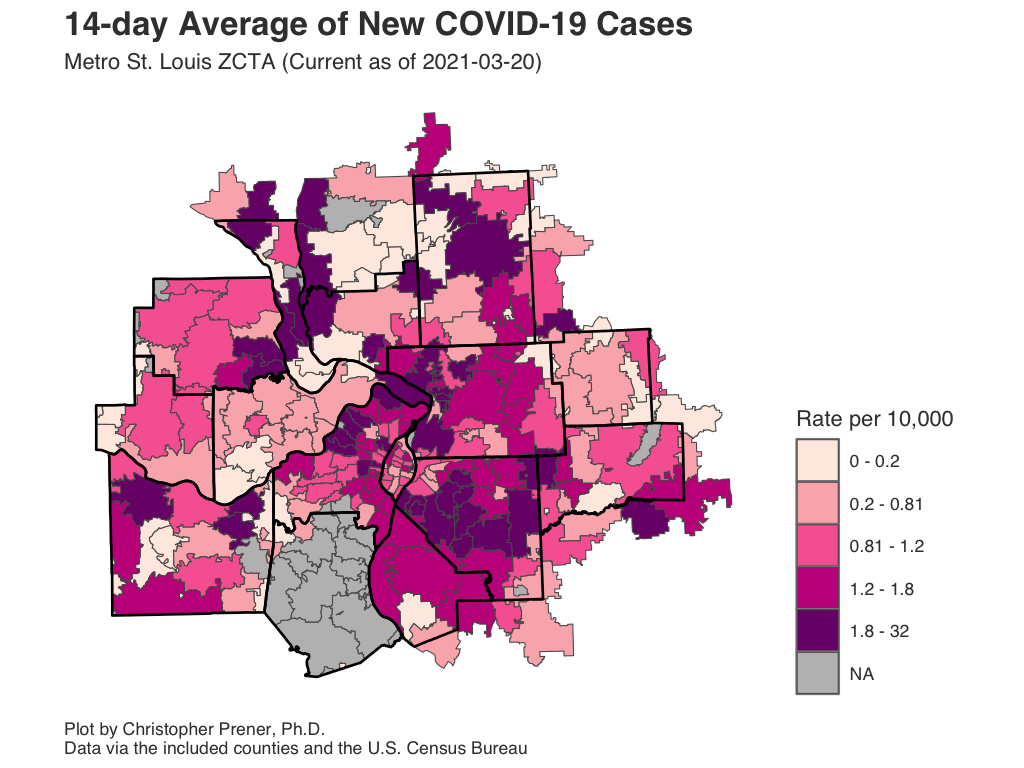 14-day Average of New COVID-19 Cases
Metro St. Louis ZCTA (Current as of 2021-03-20)
Rate per 10,000
0 - 0.2
0.2 - 0.81
0.81 - 1.2
1.2 - 1.8
1.8 - 32
NA
Plot by Christopher Prener, Ph.D.
Data via the included counties and the U.S. Census Bureau